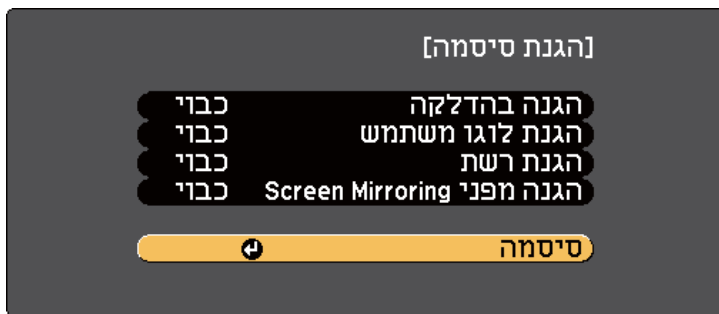 [הגנת סיסמה]
הגנה בהדלקה כבוי
הגנת לוגו משתמש כבוי
הגנת רשת כבוי
הגנה מפני Screen Mirroring כבוי
סיסמה